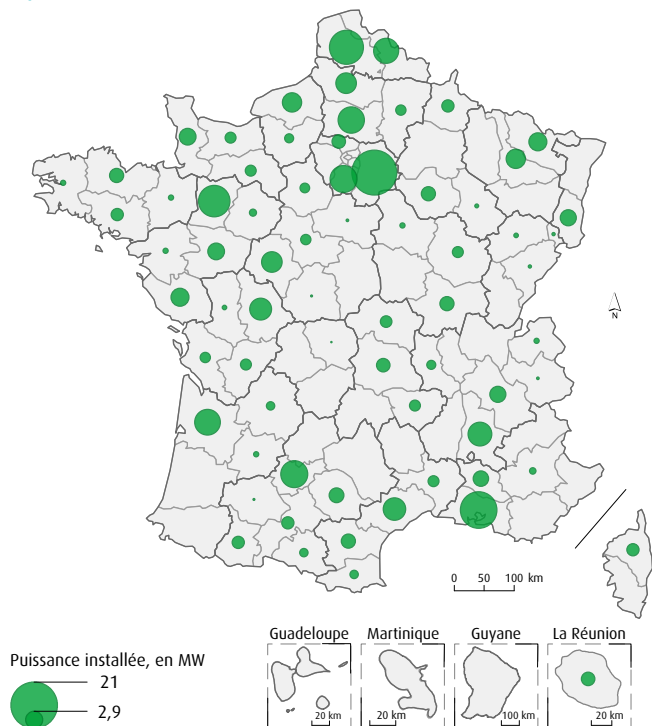 N
0 50 100 km
Puissance installée, en MW
21
2,9
Guadeloupe
20 km
Martinique
20 km
Guyane
100 km
La Réunion
20 km